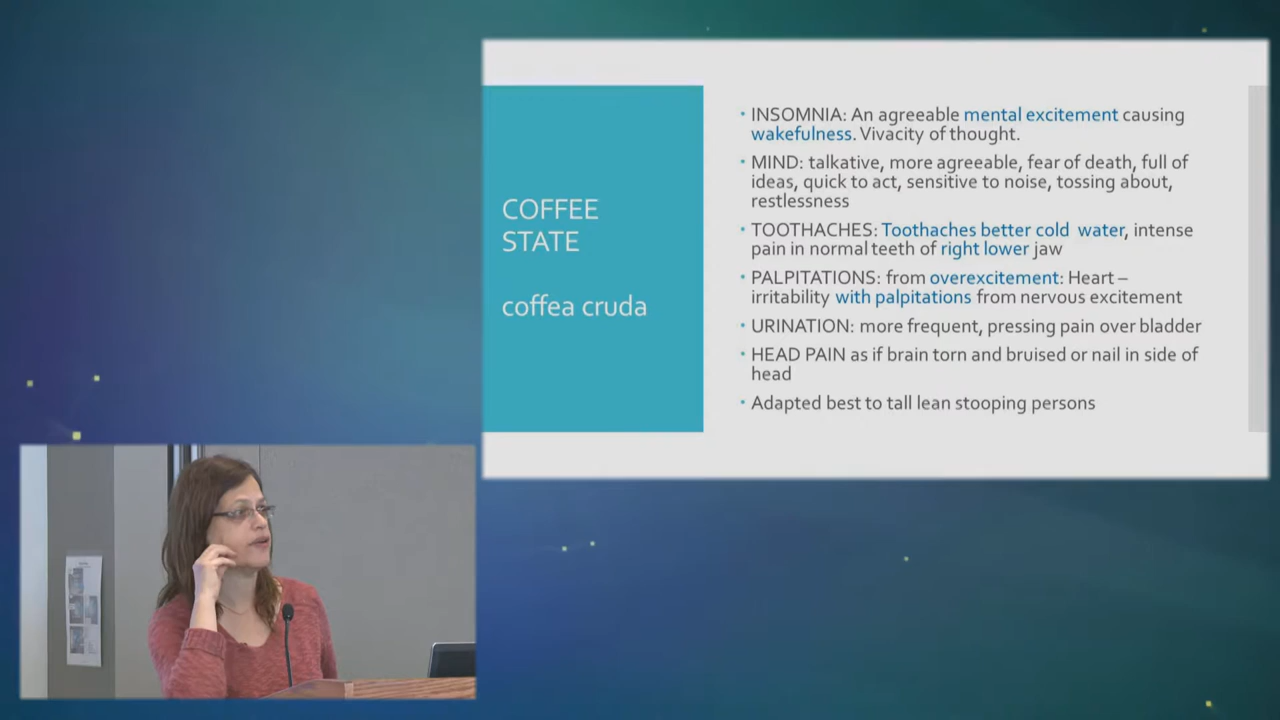 COFFEE
STATE
coffea cruda
• INSOMNIA: An agreeable mental excitement causing
wakefulness. Vivacity of thought.
• MIND: talkative, more agreeable, fear of death, full of
ideas, quick to act, sensitive to noise, tossing about,
restlessness
• TOOTHACHES: Toothaches better cold water, intense
pain in normal teeth of right lower jaw
• PALPITATIONS: from overexcitement: Heart –
irritability with palpitations from nervous excitement
• URINATION: more frequent, pressing pain over bladder
• HEAD PAIN as if brain torn and bruised or nail in side of
head
• Adapted best to tall lean stooping persons